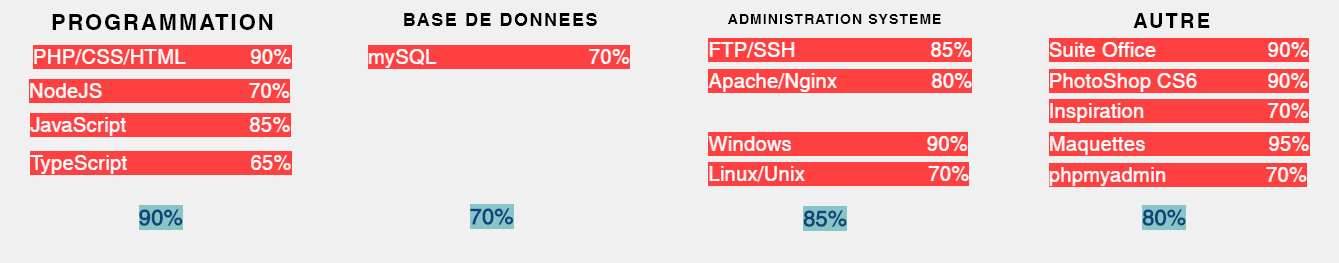 PROGRAMMATION
PHP/CSS/HTML 90%
NodeJS 70%
JavaScript 85%
TypeScript 65%
90%
BASE DE DONNEES
mySQL 70%
70%
ADMINISTRATION SYSTEME
FTP/SSH 85%
Apache/Nginx 80%
Windows 90%
Linux/Unix 70%
85%
AUTRE
Suite Office 90%
PhotoShop CS6 90%
Inspiration 70%
Maquettes 95%
phpmyadmin 70%
80%